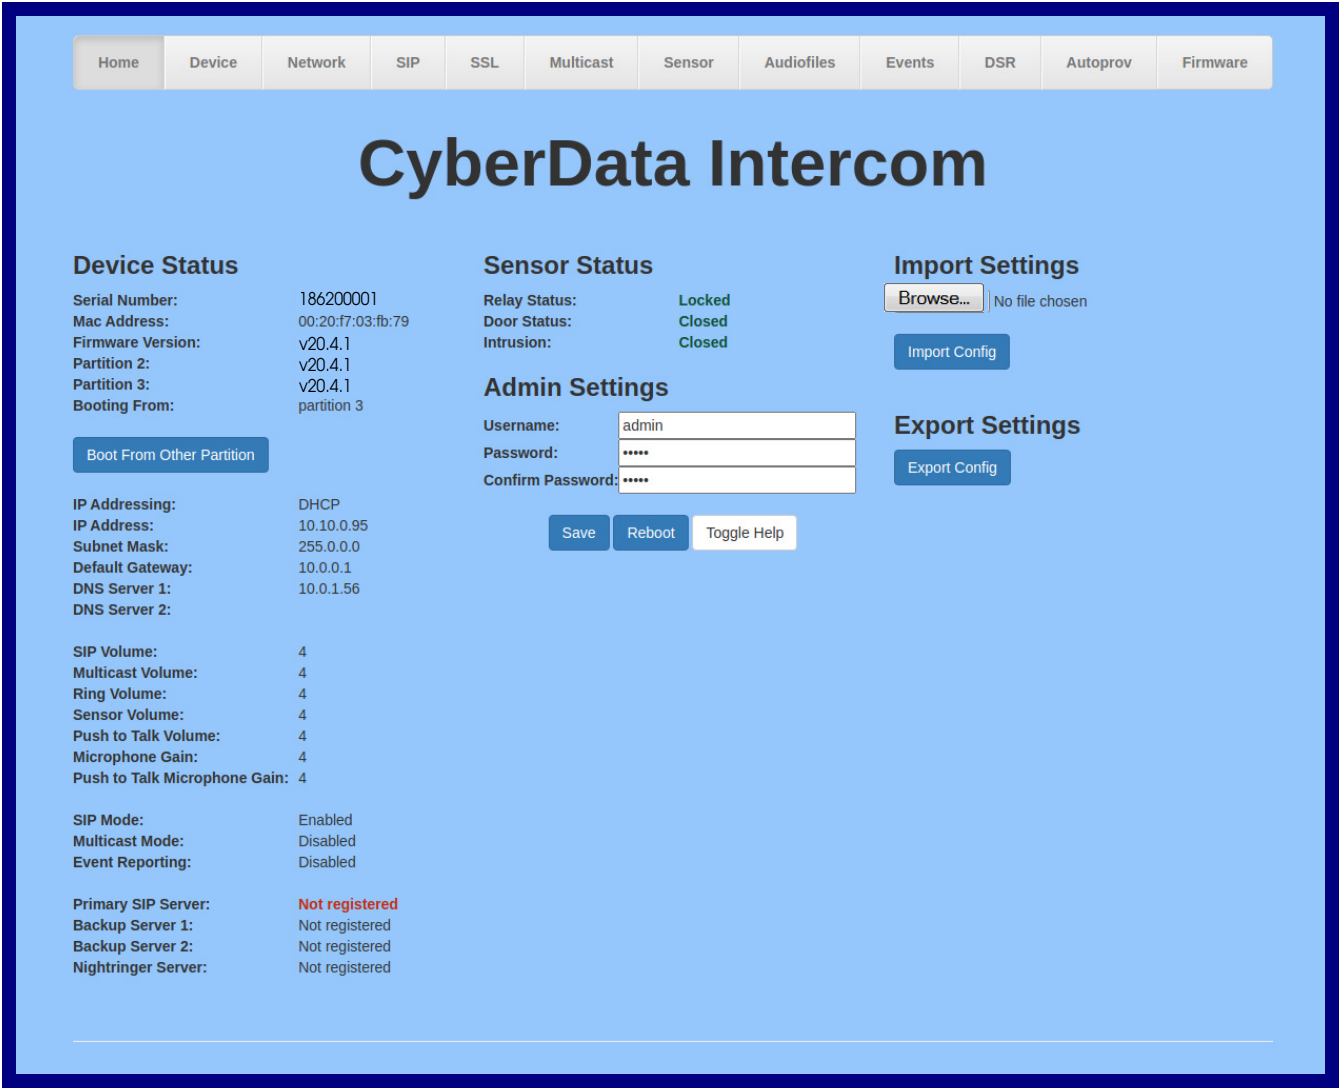 Home Device Network SIP SSL Multicast Sensor Audiofiles Events DSR Autoprov Firmware
CyberData Intercom
Device Status
Serial Number: 186200001
Mac Address: 00:20:f7:03:fb:79
Firmware Version: v20.4.1
Partition 2: v20.4.1
Partition 3: v20.4.1
Booting From: partition 3
Boot From Other Partition
IP Addressing: DHCP
IP Address: 10.10.0.95
Subnet Mask: 255.0.0.0
Default Gateway: 10.0.0.1
DNS Server 1: 10.0.1.56
DNS Server 2:
SIP Volume: 4
Multicast Volume: 4
Ring Volume: 4
Sensor Volume: 4
Push to Talk Volume: 4
Microphone Gain: 4
Push to Talk Microphone Gain: 4
SIP Mode: Enabled
Multicast Mode: Disabled
Event Reporting: Disabled
Primary SIP Server: Not registered
Backup Server 1: Not registered
Backup Server 2: Not registered
Nightringer Server: Not registered
Sensor Status
Relay Status: Locked
Door Status: Closed
Intrusion: Closed
Admin Settings
Username: admin
Password: •••••
Confirm Password: •••••
Save Reboot Toggle Help
Import Settings
Browse... No file chosen
Import Config
Export Settings
Export Config